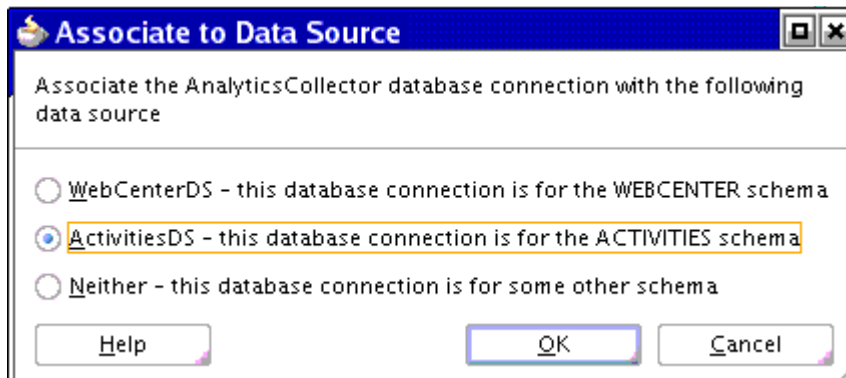 Associate to Data Source
Associate the AnalyticsCollector database connection with the following
data source
WebCenterDS - this database connection is for the WEBCENTER schema
ActivitiesDS - this database connection is for the ACTIVITIES schema
Neither - this database connection is for some other schema
Help OK Cancel